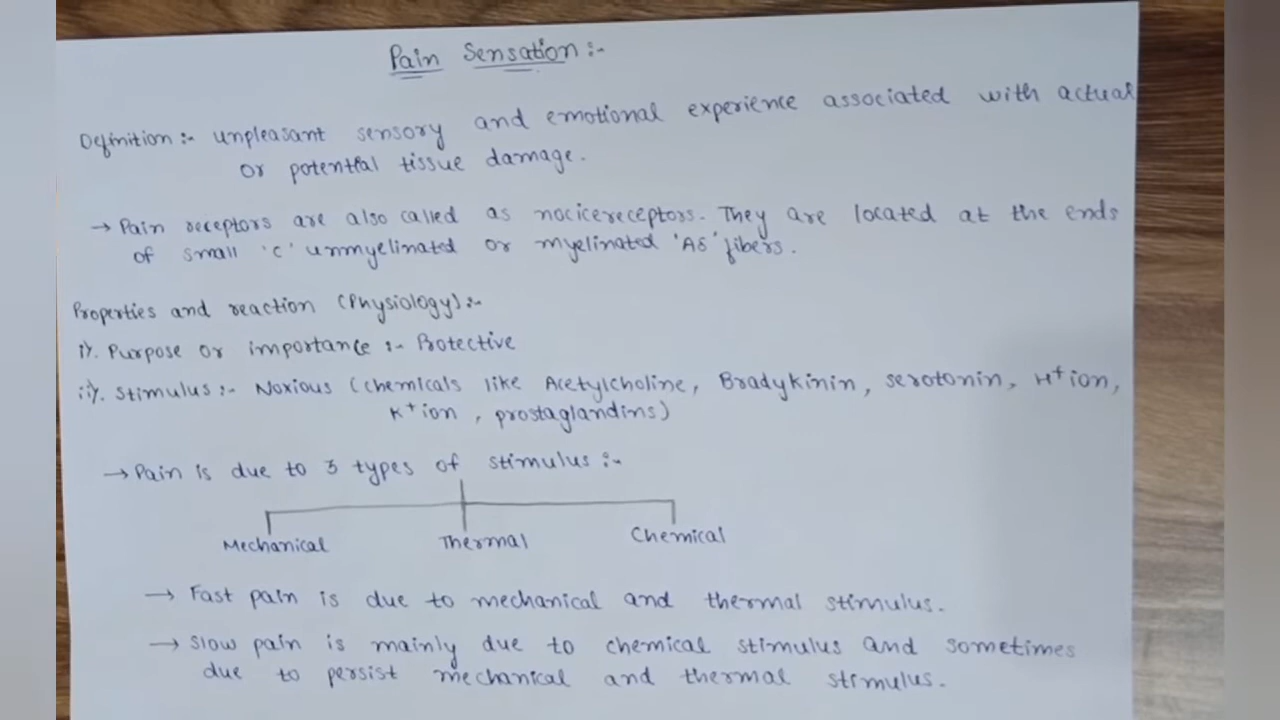 Pain Sensation :-
Definition :- unpleasant sensory and emotional experience associated with actual
or potential tissue damage.
→ Pain receptors are also called as nocicereceptors. They are located at the ends
of small 'c' unmyelinated or myelinated 'Aδ' fibers.
Properties and reaction (Physiology) :-
i). Purpose or importance :- Protective
ii). Stimulus :- Noxious (chemicals like Acetylcholine, Bradykinin, serotonin, H+ ion,
K+ ion, prostaglandins)
→ Pain is due to 3 types of stimulus :-
Mechanical Thermal Chemical
→ Fast pain is due to mechanical and thermal stimulus.
→ Slow pain is mainly due to chemical stimulus and sometimes
due to persist mechanical and thermal stimulus.